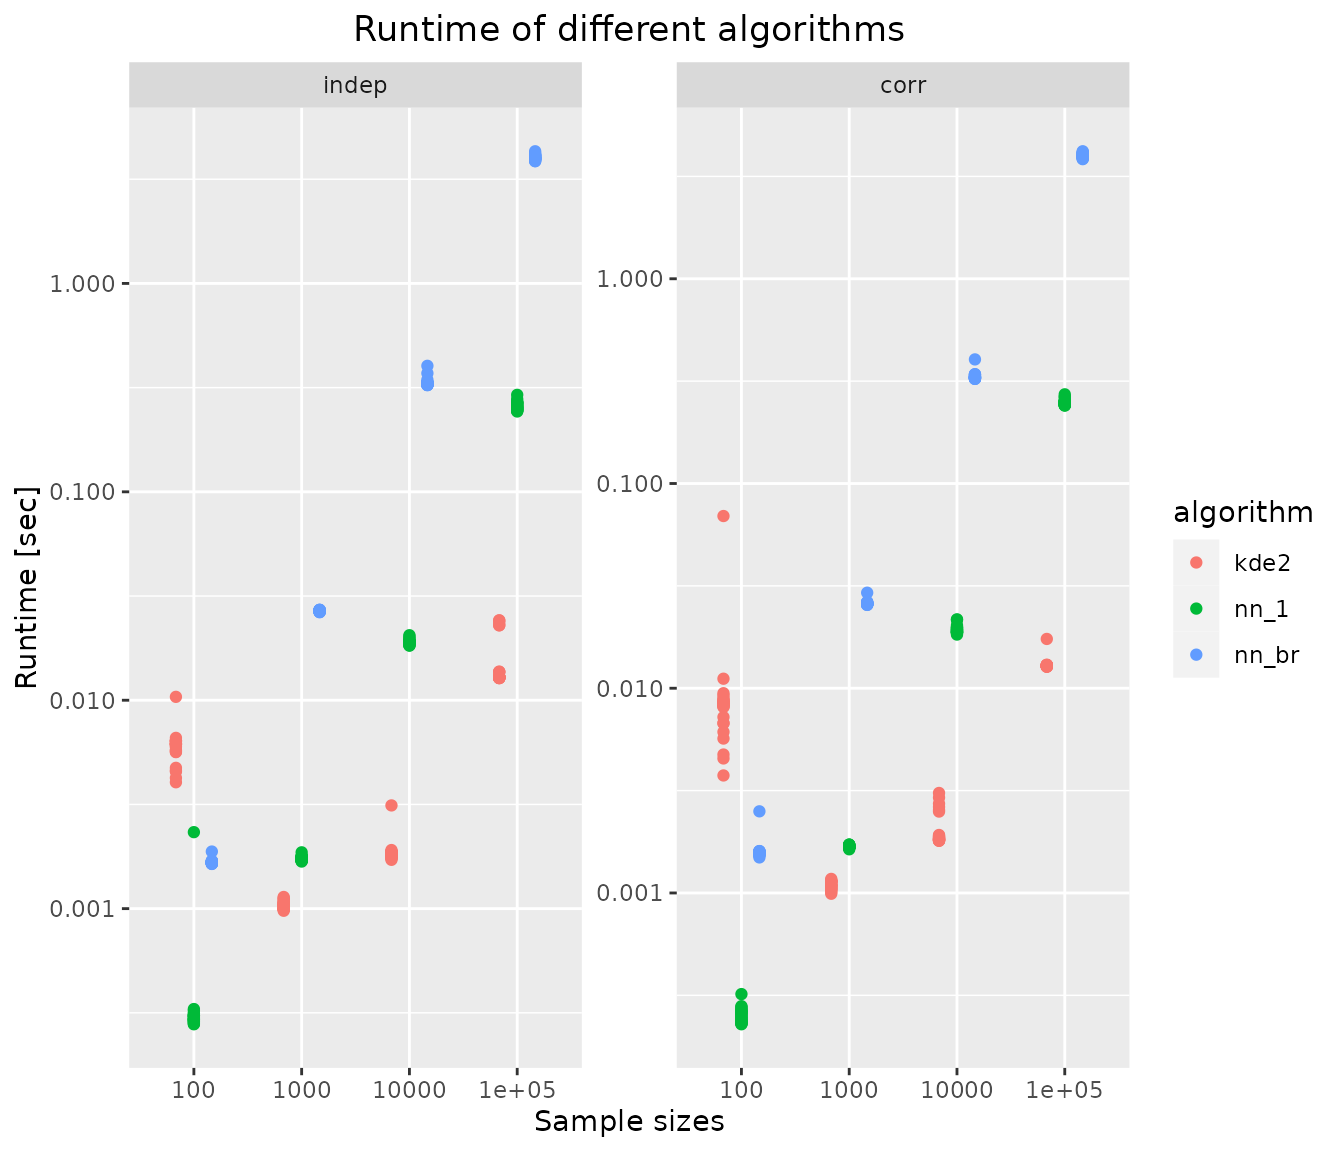 Runtime of different algorithms
indep
corr
Runtime [sec]
1.000
0.100
0.010
0.001
1.000
0.100
0.010
0.001
100 1000 10000 1e+05
100 1000 10000 1e+05
Sample sizes
algorithm
kde2
nn_1
nn_br